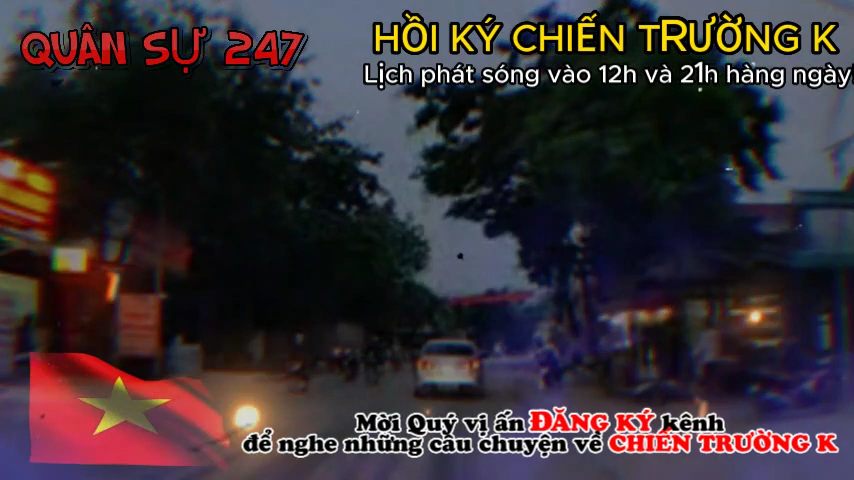 QUÂN SỰ 247
HỒI KÝ CHIẾN TRƯỜNG K
Lịch phát sóng vào 12h và 21h hàng ngày!
Mời Quý vị ấn ĐĂNG KÝ kênh
để nghe những câu chuyện về CHIẾN TRƯỜNG K